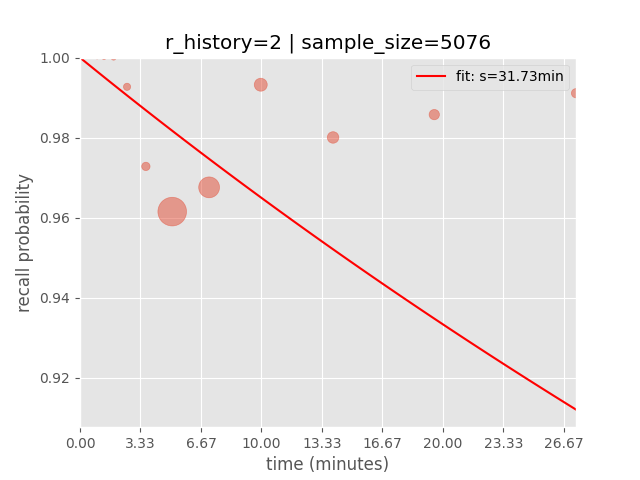 r_history=2 | sample_size=5076
fit: s=31.73min
1.00
0.98
0.96
0.94
0.92
recall probability
0.00 3.33 6.67 10.00 13.33 16.67 20.00 23.33 26.67
time (minutes)